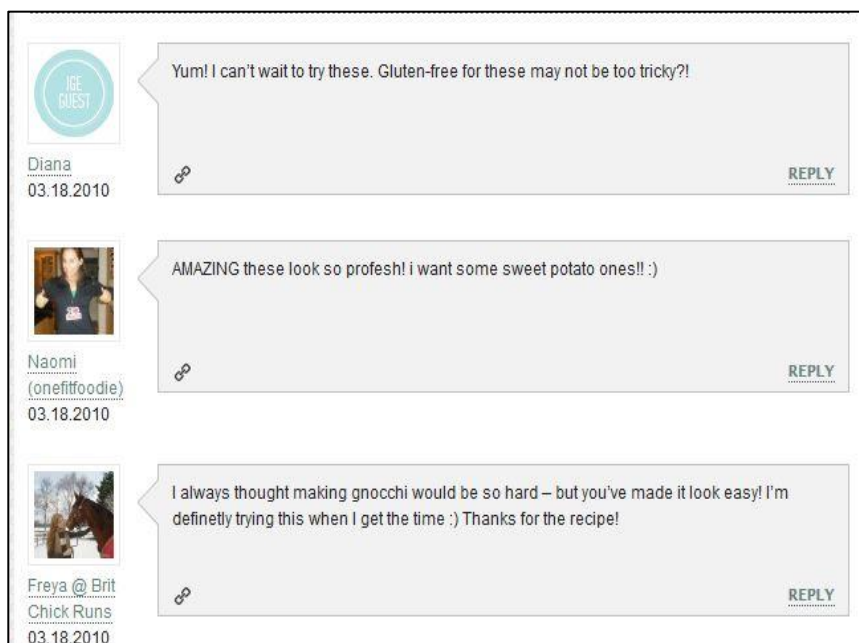 Yum! I can't wait to try these. Gluten-free for these may not be too tricky?!
IGE
GUEST
Diana
03.18.2010
REPLY
AMAZING these look so profesh! i want some sweet potato ones!! :)
Naomi
(onefitfoodie)
03.18.2010
REPLY
I always thought making gnocchi would be so hard – but you've made it look easy! I'm
definetly trying this when I get the time :) Thanks for the recipe!
Freya @ Brit
Chick Runs
03.18.2010
REPLY